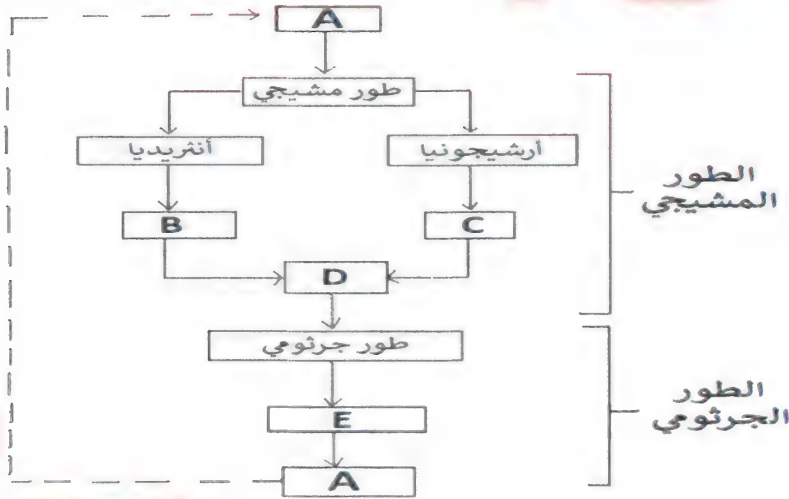 A
طور مشيجي
أنثريديا
أرشيجونيا
الطور
المشيجي
B
C
D
طور جرثومي
الطور
الجرثومي
E
A